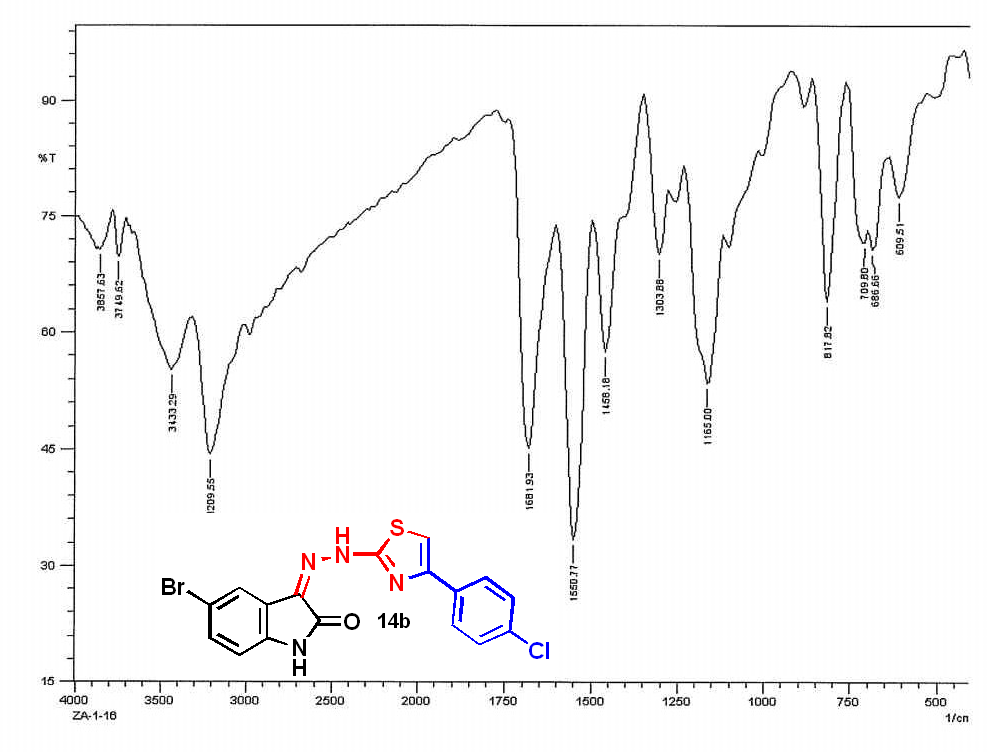 90
%T
75
60
45
30
15
3857.63
3749.62
3433.29
3209.55
1681.93
1550.77
1458.18
1303.88
1165.00
817.82
709.80
686.66
609.51
H
S
N
N
N
Br
O
14b
N
H
Cl
4000
3500
3000
2500
2000
1750
1500
1250
1000
750
500
ZA-1-16
1/cm